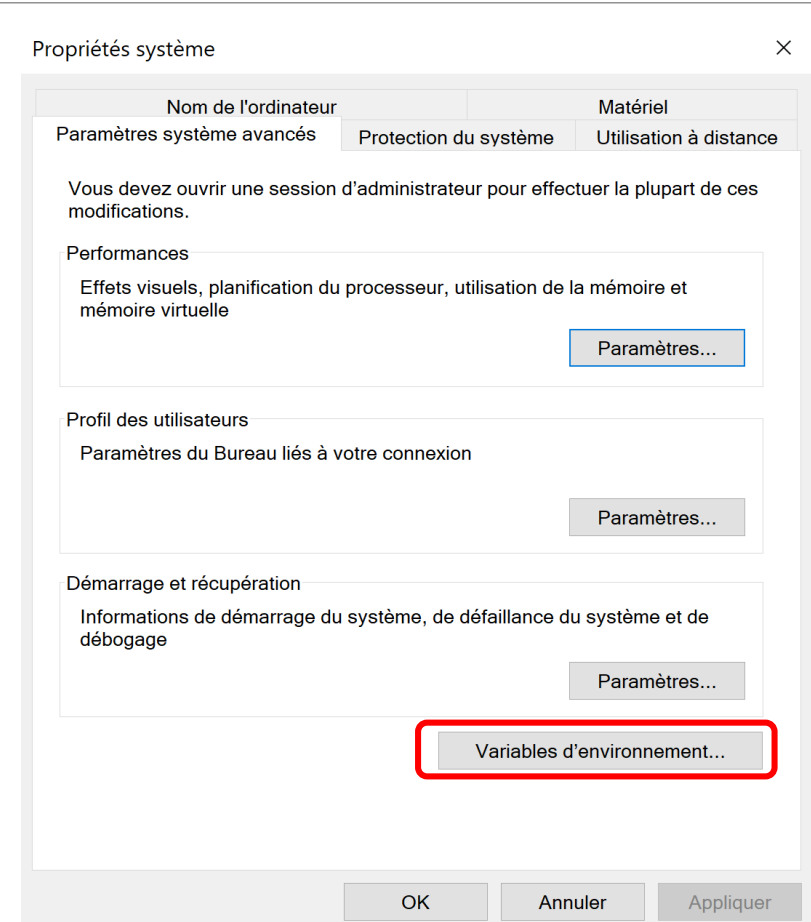 Propriétés système
Nom de l'ordinateur
Matériel
Paramètres système avancés
Protection du système
Utilisation à distance
Vous devez ouvrir une session d’administrateur pour effectuer la plupart de ces
modifications.
Performances
Effets visuels, planification du processeur, utilisation de la mémoire et
mémoire virtuelle
Paramètres...
Profil des utilisateurs
Paramètres du Bureau liés à votre connexion
Paramètres...
Démarrage et récupération
Informations de démarrage du système, de défaillance du système et de
débogage
Paramètres...
Variables d’environnement...
OK
Annuler
Appliquer